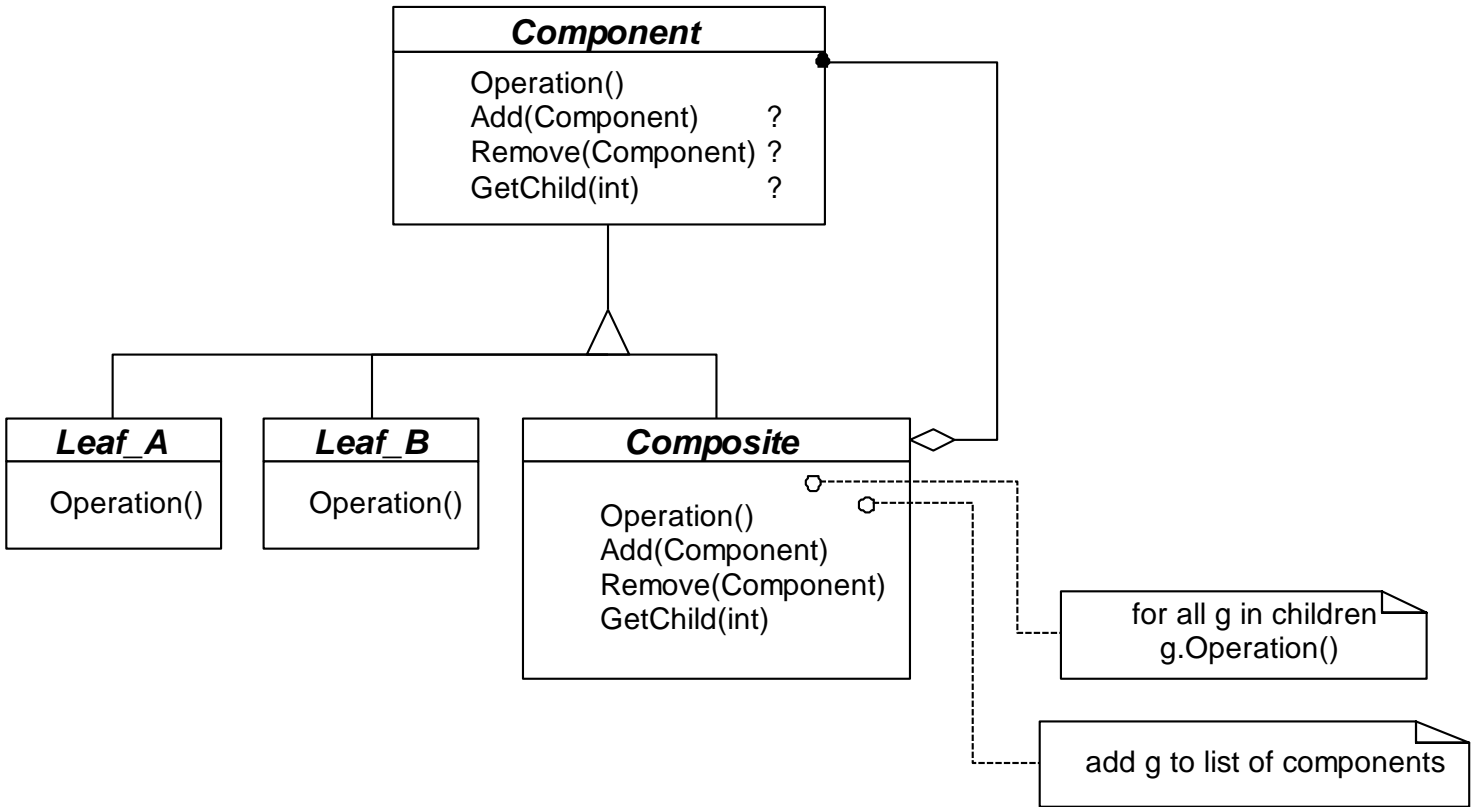 Component
Operation()
Add(Component) ?
Remove(Component) ?
GetChild(int) ?
Leaf_A
Operation()
Leaf_B
Operation()
Composite
Operation()
Add(Component)
Remove(Component)
GetChild(int)
for all g in children
g.Operation()
add g to list of components